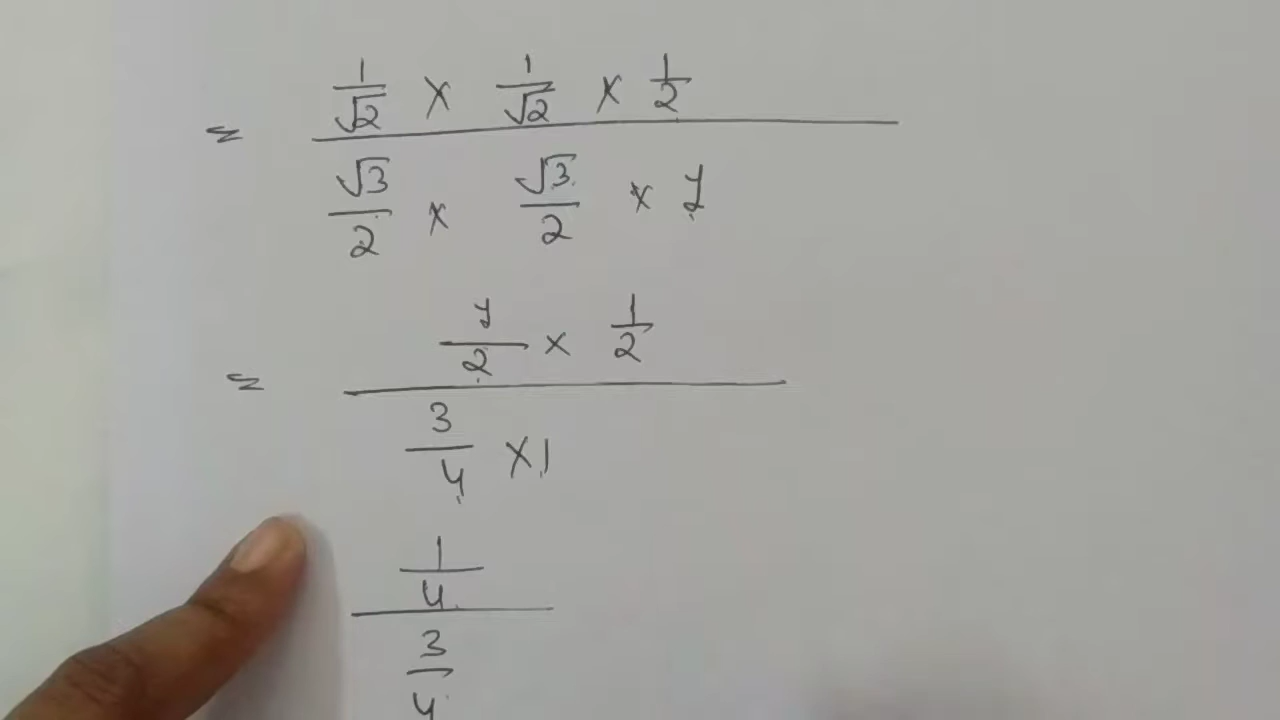 = (1/√2 × 1/√2 × 1/2) / (√3/2 × √3/2 × 1)
= (1/2 × 1/2) / (3/4 × 1)
(1/4) / (3/4)